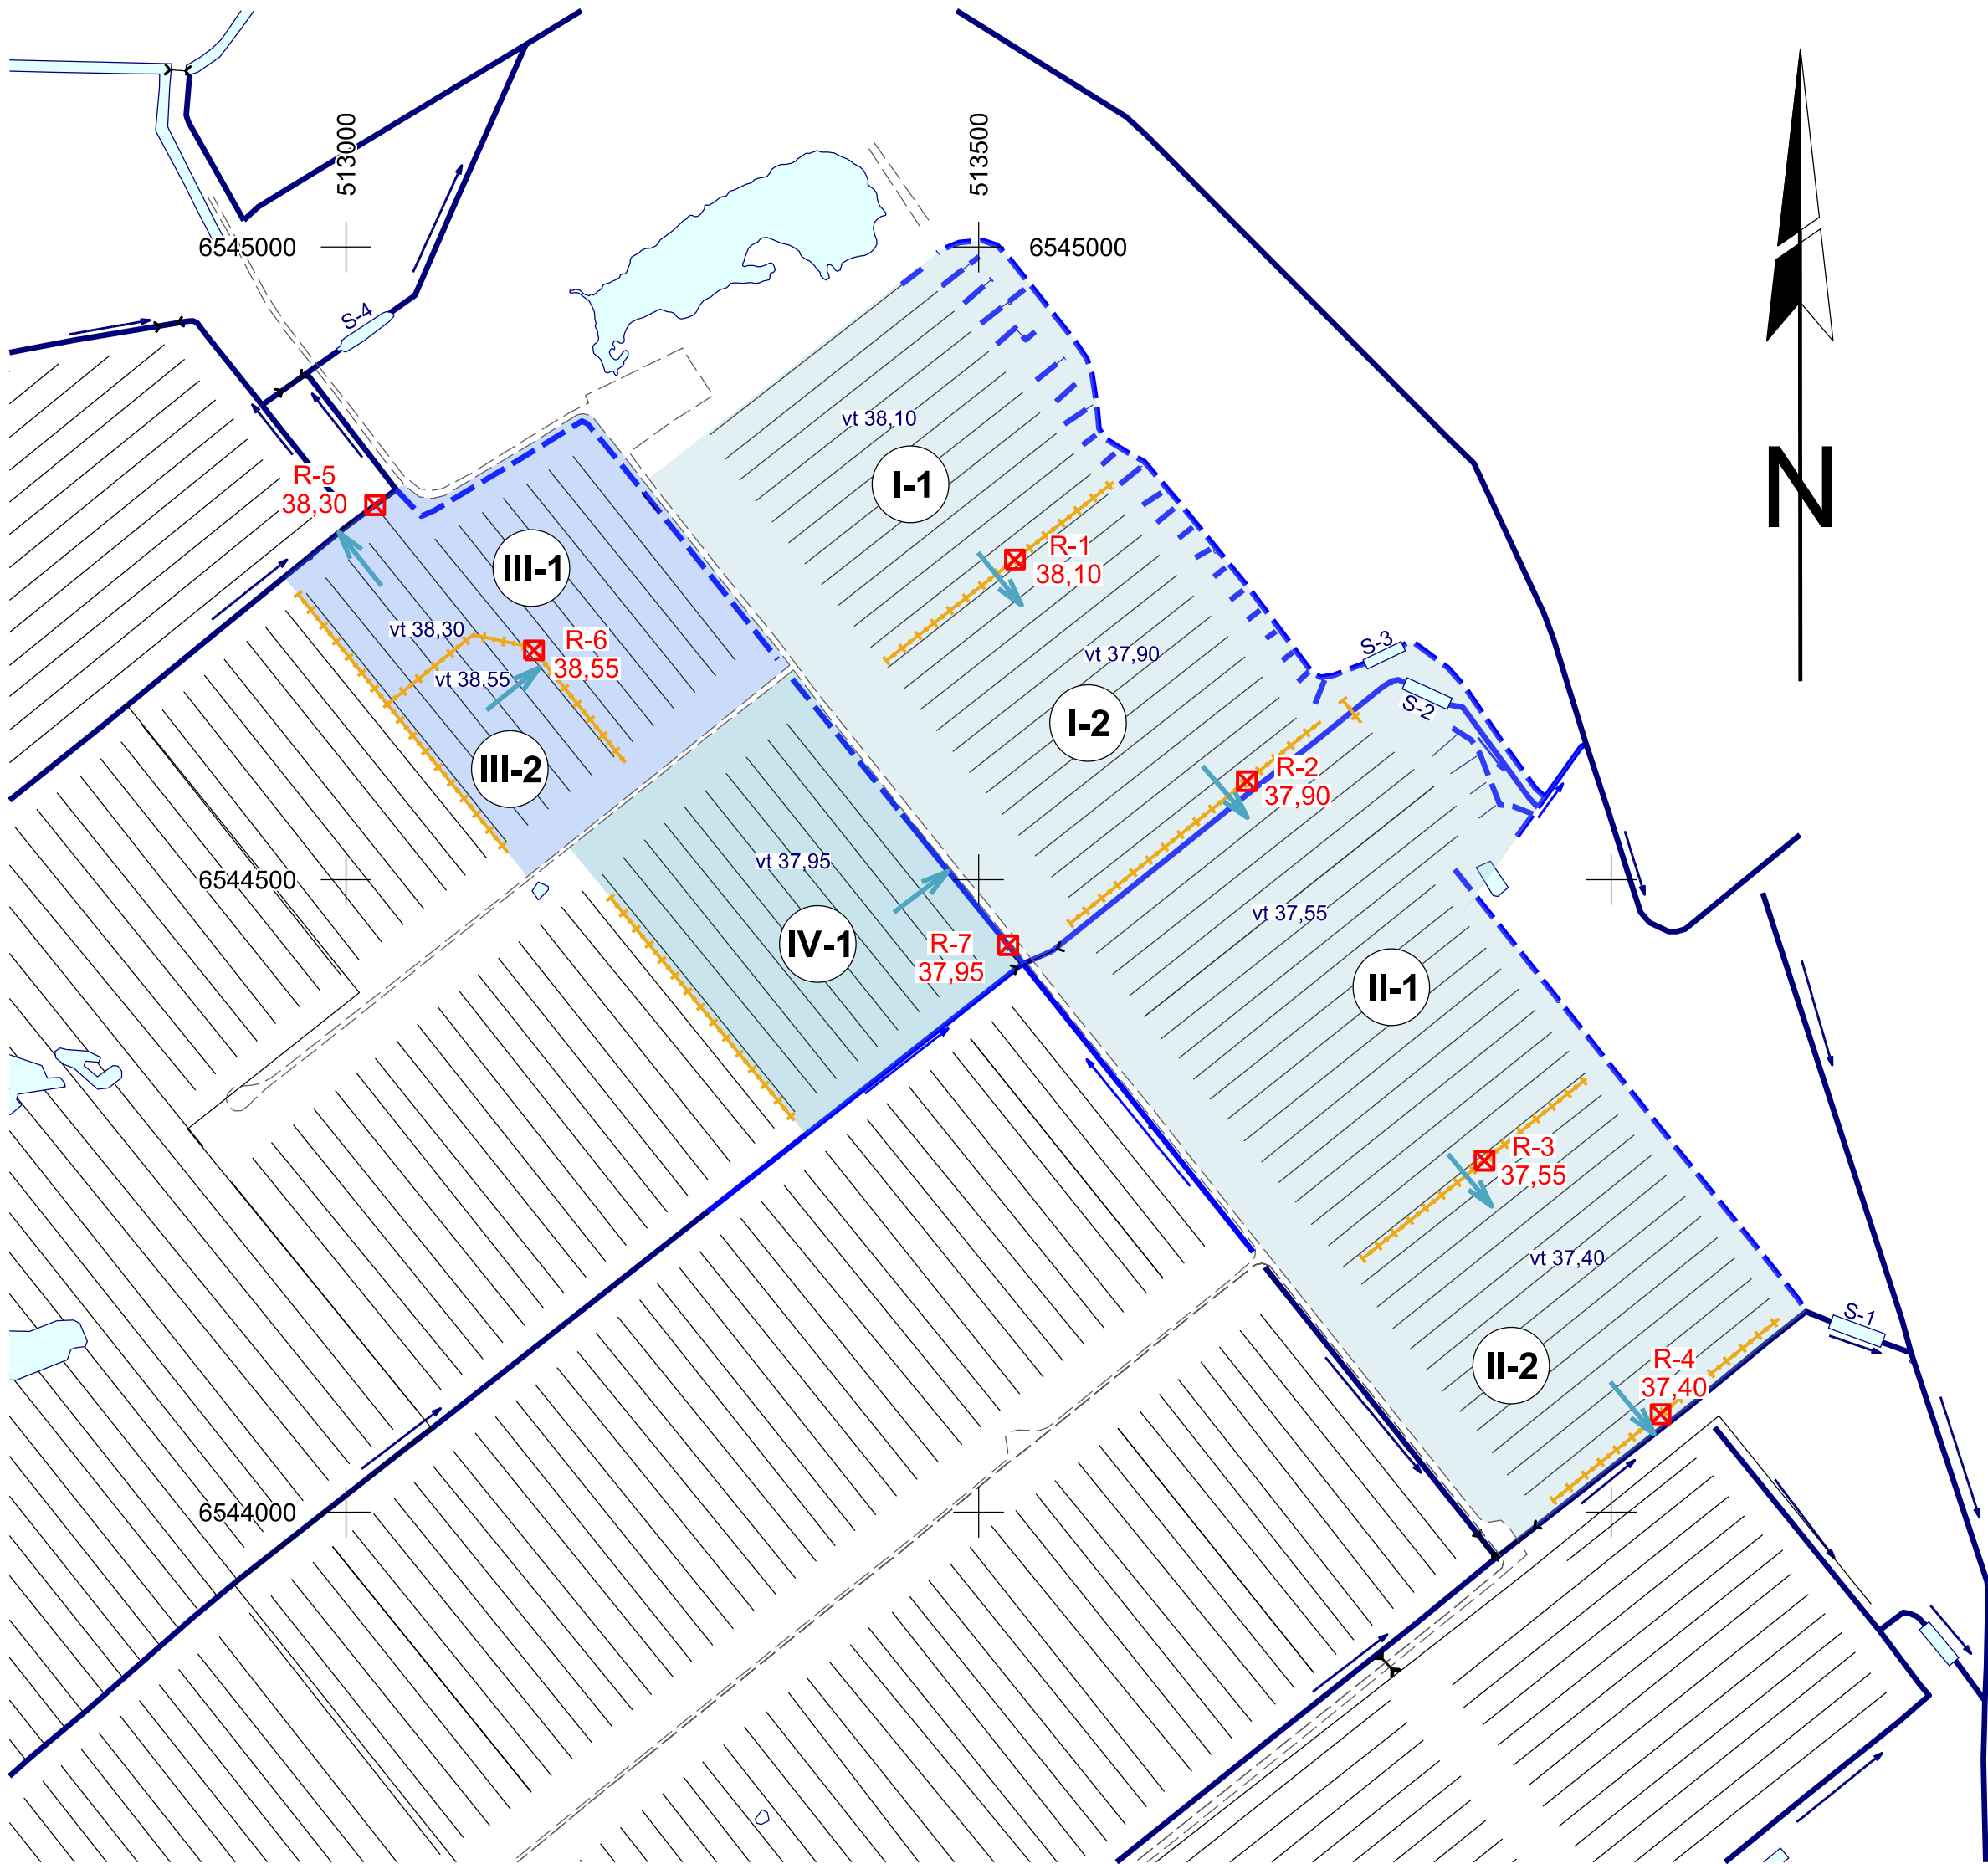 513000
513500
6545000
6545000
S-4
vt 38,10
I-1
R-5
38,30
R-1
38,10
III-1
vt 38,30
R-6
38,55
vt 38,55
vt 37,90
S-3
S-2
I-2
III-2
R-2
37,90
N
vt 37,95
6544500
vt 37,55
IV-1
R-7
37,95
II-1
R-3
37,55
vt 37,40
S-1
II-2
R-4
37,40
6544000